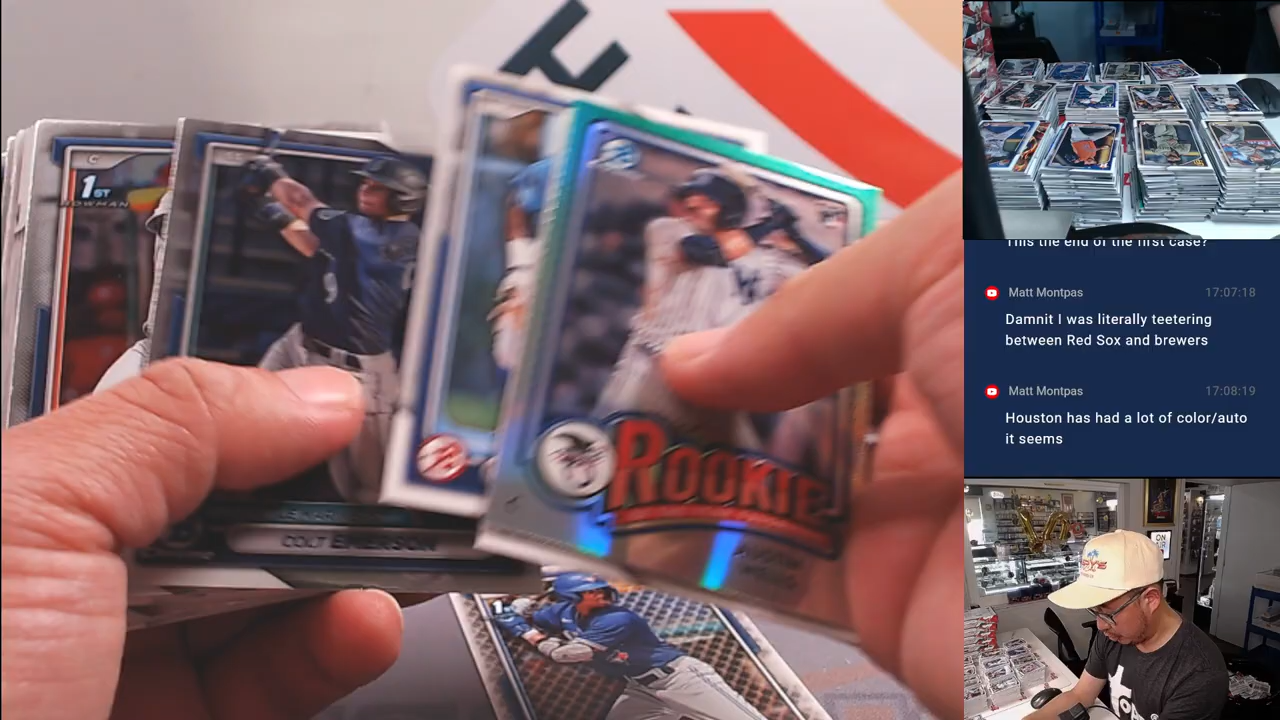 C
1ST
BOWMAN
COLT EMERSON
ROOKIE
This the end of the first case?
Matt Montpas
17:07:18
Damnit I was literally teetering
between Red Sox and brewers
Matt Montpas
17:08:19
Houston has had a lot of color/auto
it seems
ON
AIR